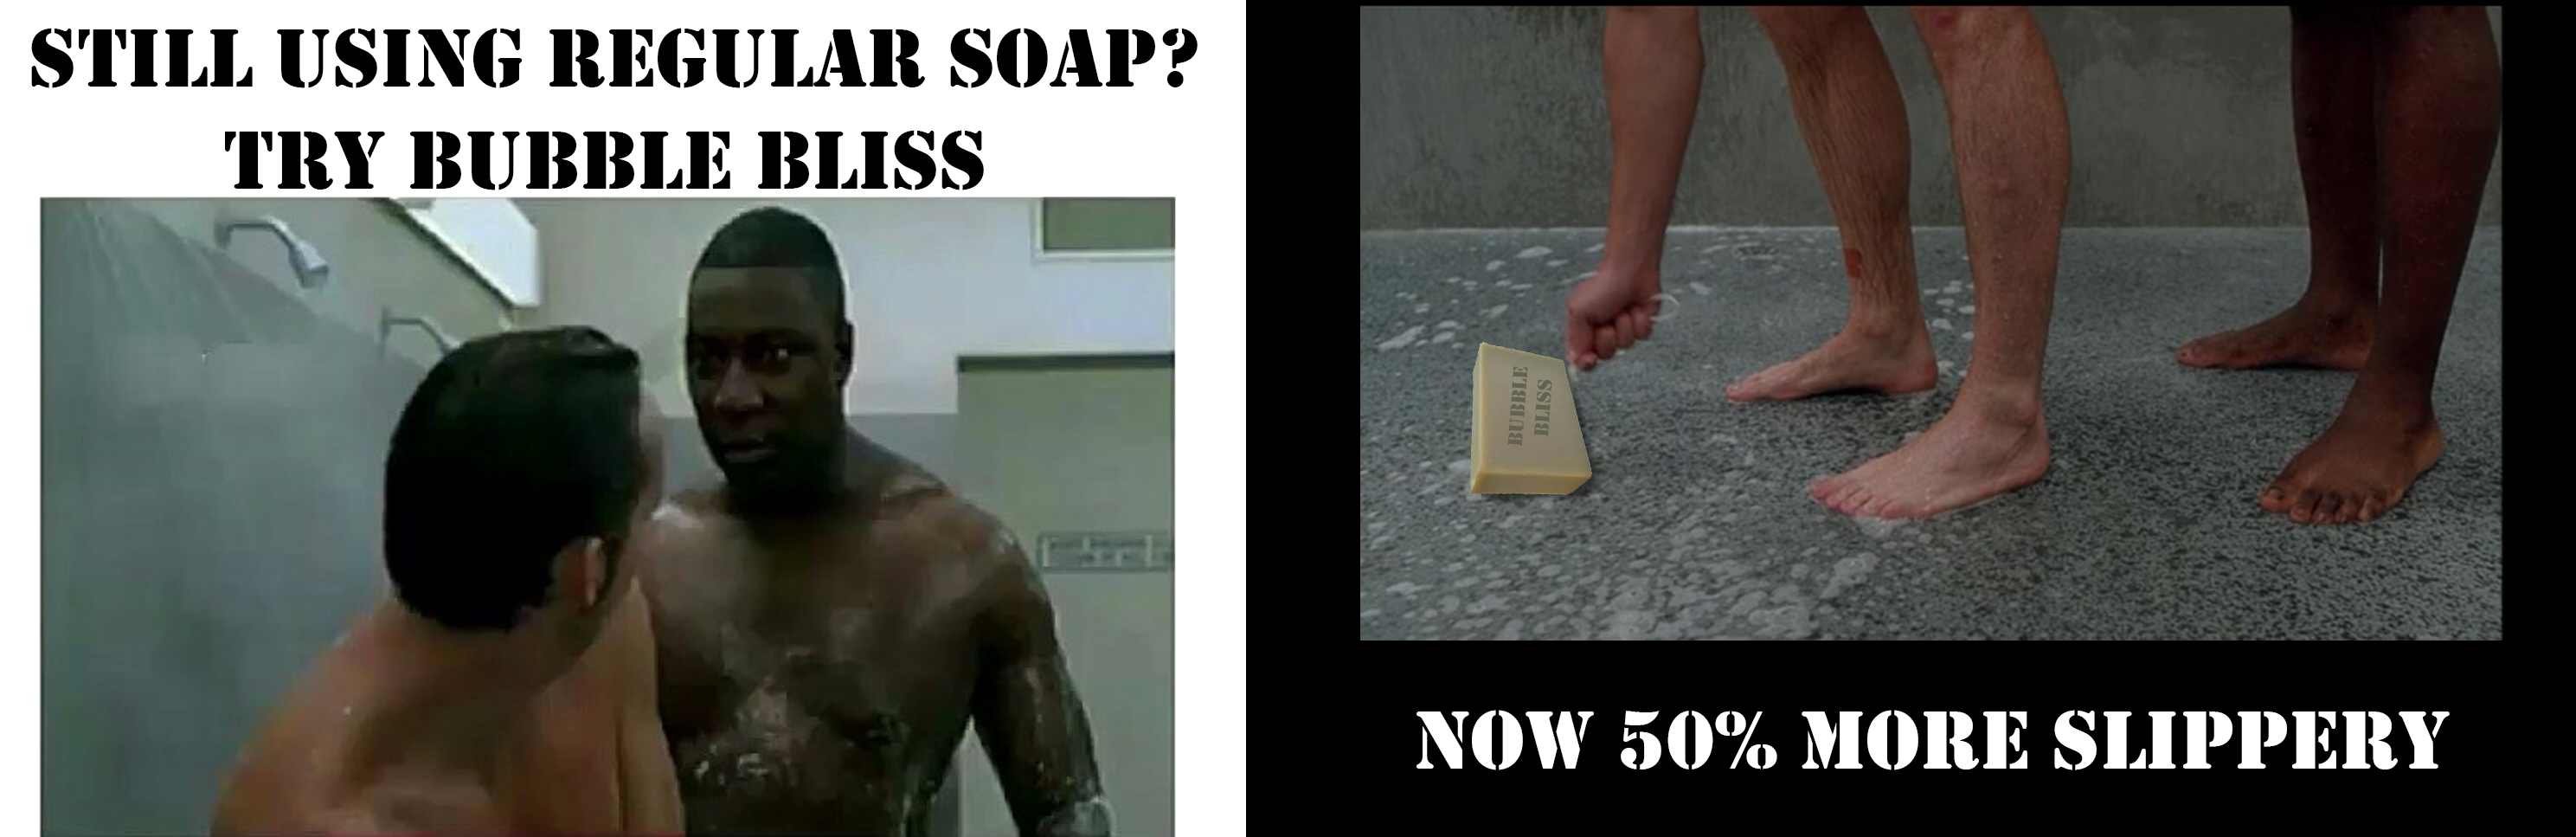 STILL USING REGULAR SOAP?
TRY BUBBLE BLISS
BUBBLE
BLISS
NOW 50% MORE SLIPPERY